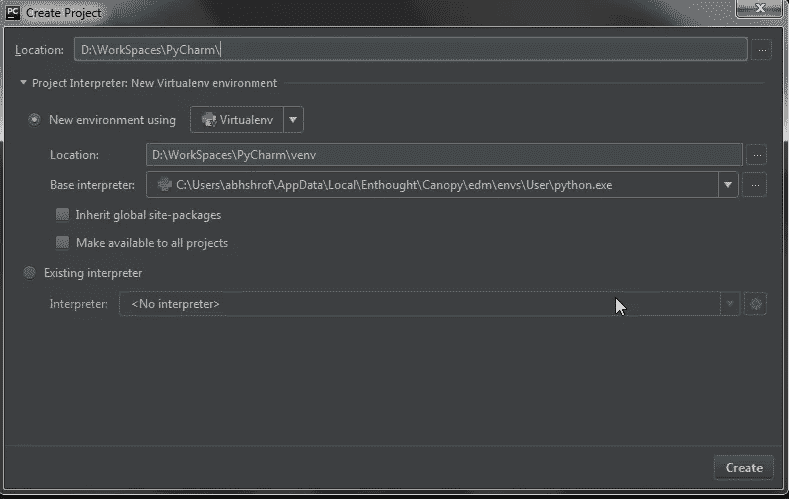 PC Create Project
Location: D:\WorkSpaces\PyCharm\
Project Interpreter: New Virtualenv environment
New environment using Virtualenv
Location: D:\WorkSpaces\PyCharm\venv
Base interpreter: C:\Users\abhshrof\AppData\Local\Enthought\Canopy\edm\envs\User\python.exe
Inherit global site-packages
Make available to all projects
Existing interpreter
Interpreter: <No interpreter>
Create